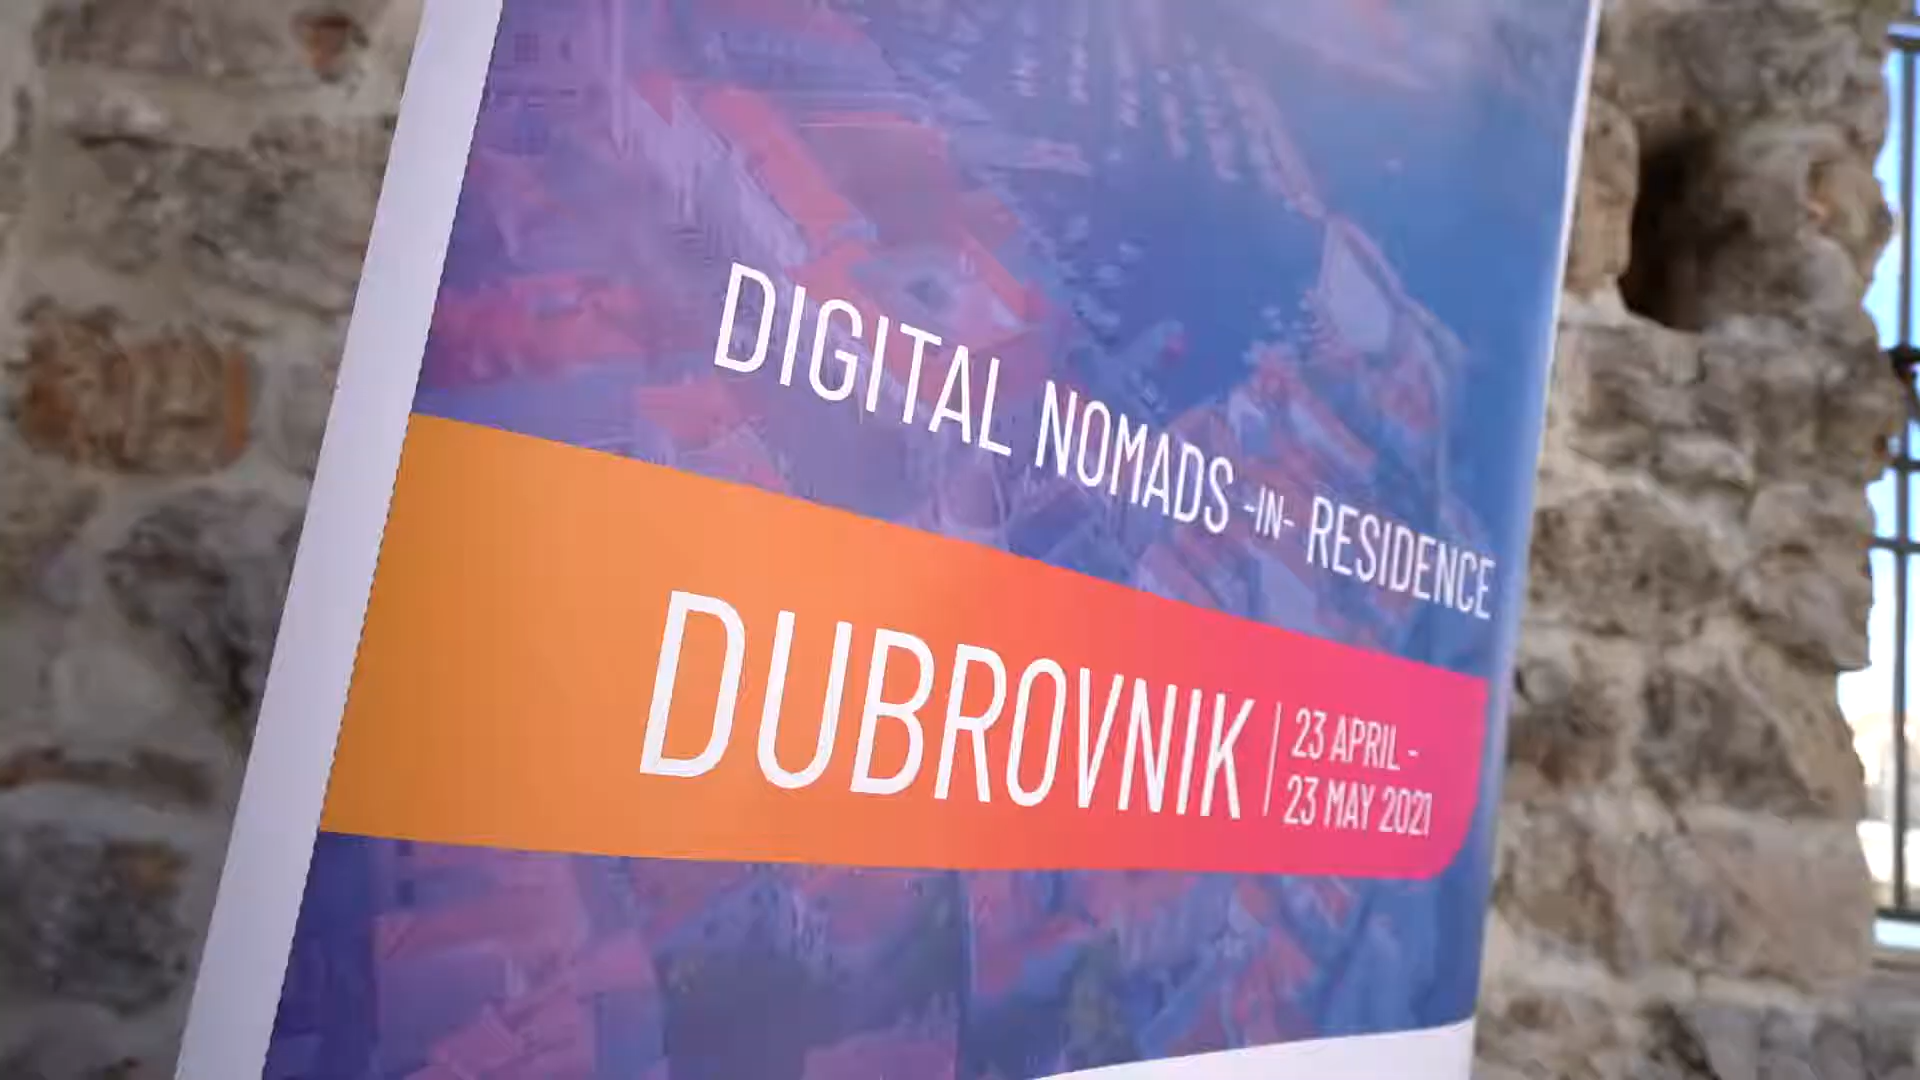 DIGITAL NOMADS -IN- RESIDENCE
DUBROVNIK
23 APRIL -
23 MAY 2021